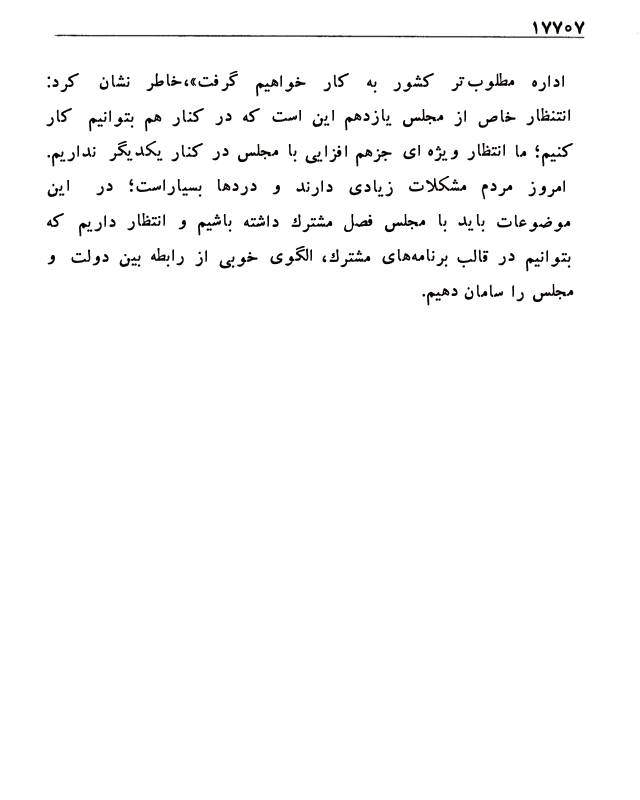 ۱۷۷۰۷
اداره مطلوب‌تر کشور به کار خواهیم گرفت»،خاطر نشان کرد:
انتنظار خاص از مجلس یازدهم این است که در کنار هم بتوانیم کار
کنیم؛ ما انتظار ویژه ای جزهم افزایی با مجلس در کنار یکدیگر نداریم.
امروز مردم مشکلات زیادی دارند و دردها بسیاراست؛ در این
موضوعات باید با مجلس فصل مشترك داشته باشیم و انتظار داریم که
بتوانیم در قالب برنامه‌های مشترك، الگوی خوبی از رابطه بین دولت و
مجلس را سامان دهیم.